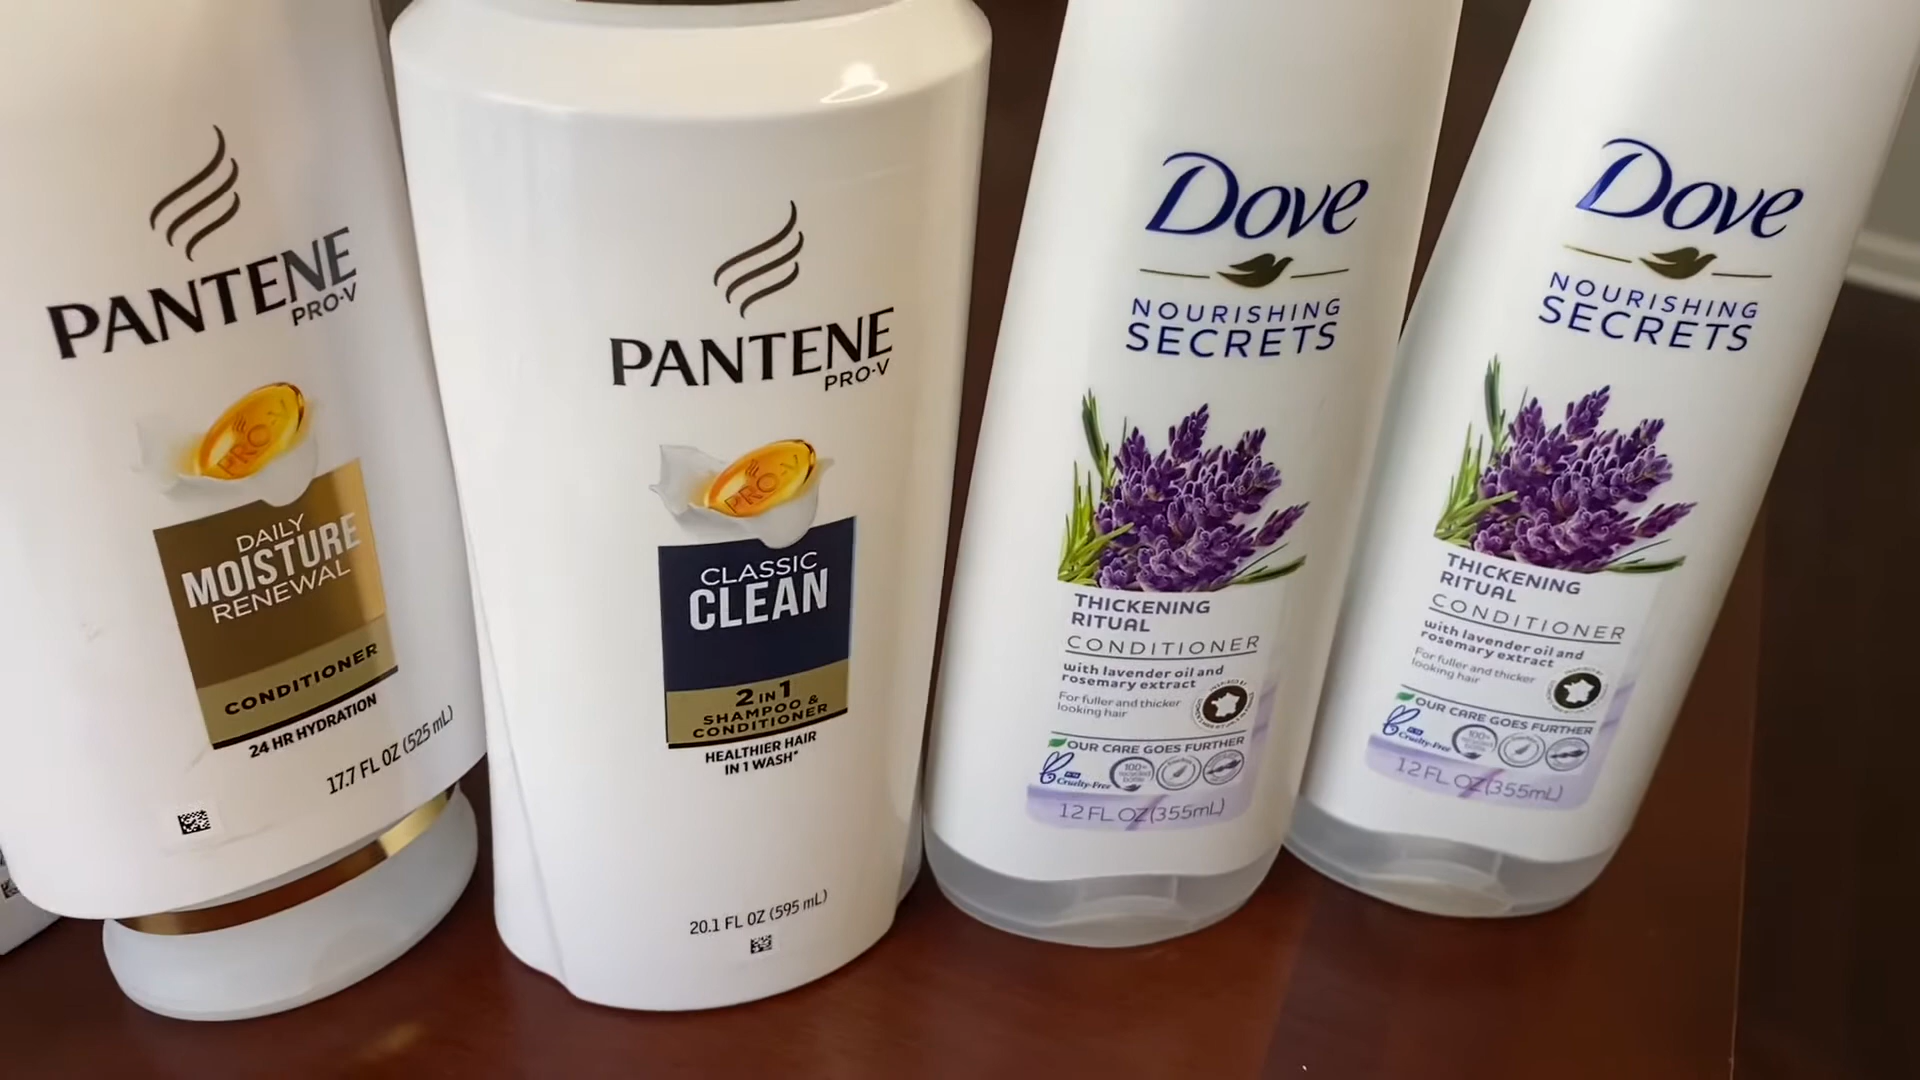 PANTENE
PRO-V
PRO-V
DAILY
MOISTURE
RENEWAL
CONDITIONER
24 HR HYDRATION
17.7 FL OZ (525 mL)
PANTENE
PRO-V
PRO-V
CLASSIC
CLEAN
2 IN 1
SHAMPOO &
CONDITIONER
HEALTHIER HAIR
IN 1 WASH*
20.1 FL OZ (595 mL)
Dove
NOURISHING
SECRETS
THICKENING
RITUAL
CONDITIONER
with lavender oil and
rosemary extract
For fuller and thicker
looking hair
OUR CARE GOES FURTHER
Cruelty-Free
100%
recycled
bottle
12 FL OZ (355mL)
Dove
NOURISHING
SECRETS
THICKENING
RITUAL
CONDITIONER
with lavender oil and
rosemary extract
For fuller and thicker
looking hair
OUR CARE GOES FURTHER
Cruelty-Free
100%
12 FL OZ (355mL)